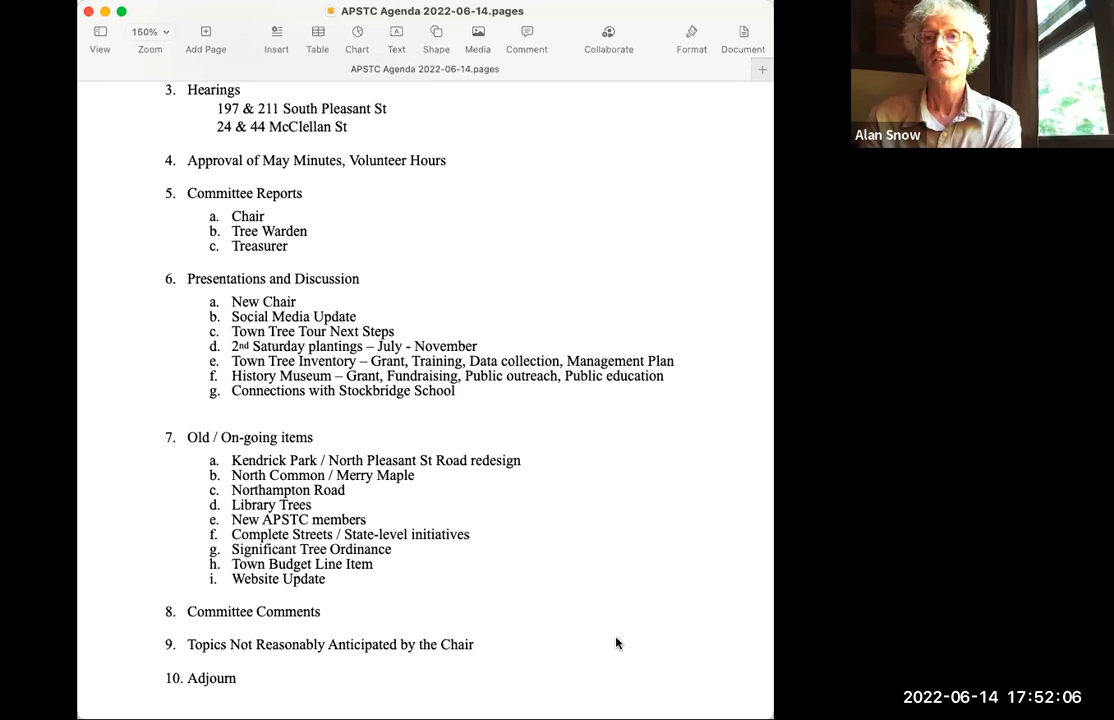 APSTC Agenda 2022-06-14.pages
150%
View
Zoom
Add Page
Insert
Table
Chart
Text
Shape
Media
Comment
Collaborate
Format
Document
APSTC Agenda 2022-06-14.pages
3. Hearings
197 & 211 South Pleasant St
24 & 44 McClellan St
4. Approval of May Minutes, Volunteer Hours
5. Committee Reports
a. Chair
b. Tree Warden
c. Treasurer
6. Presentations and Discussion
a. New Chair
b. Social Media Update
c. Town Tree Tour Next Steps
d. 2nd Saturday plantings – July - November
e. Town Tree Inventory – Grant, Training, Data collection, Management Plan
f. History Museum – Grant, Fundraising, Public outreach, Public education
g. Connections with Stockbridge School
7. Old / On-going items
a. Kendrick Park / North Pleasant St Road redesign
b. North Common / Merry Maple
c. Northampton Road
d. Library Trees
e. New APSTC members
f. Complete Streets / State-level initiatives
g. Significant Tree Ordinance
h. Town Budget Line Item
i. Website Update
8. Committee Comments
9. Topics Not Reasonably Anticipated by the Chair
10. Adjourn
Alan Snow
2022-06-14 17:52:06